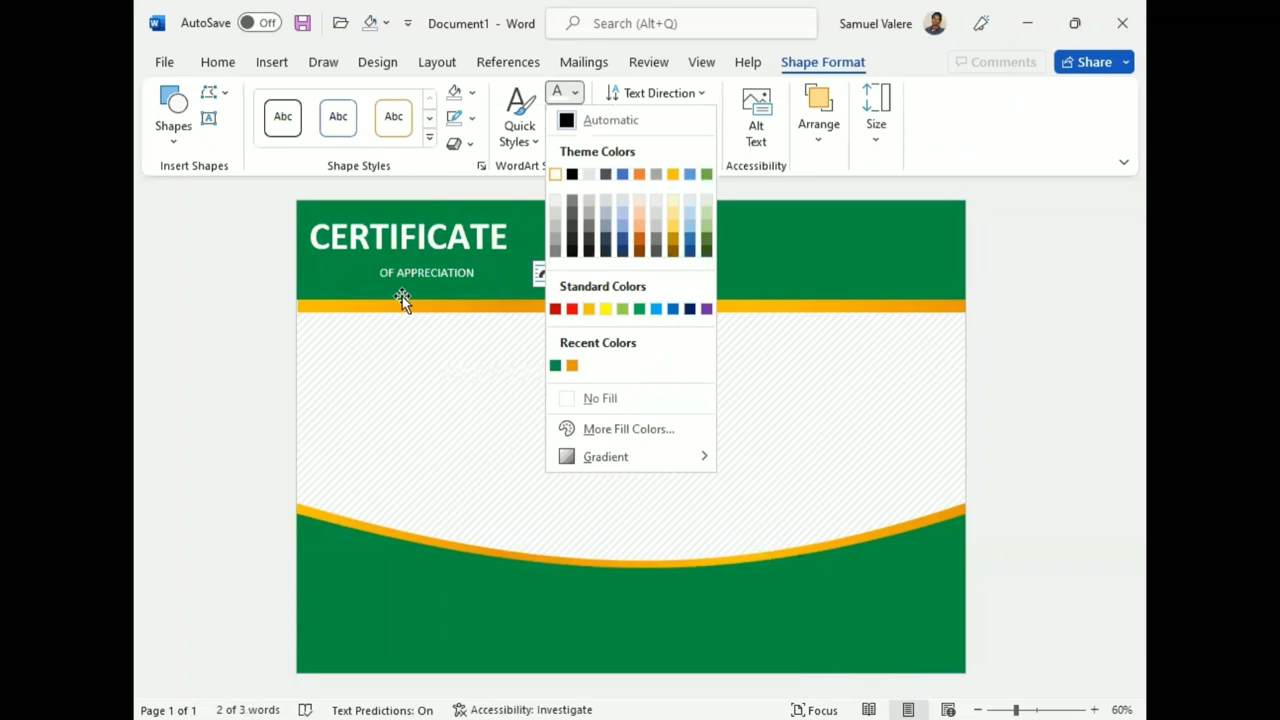 AutoSave Off Document1 - Word Search (Alt+Q) Samuel Valere
File Home Insert Draw Design Layout References Mailings Review View Help Shape Format Comments Share
Shapes
Insert Shapes
Abc Abc Abc
Shape Styles
Quick
Styles
WordArt S
A
Text Direction
Alt
Text
Accessibility
Arrange
Size
Automatic
Theme Colors
Standard Colors
Recent Colors
No Fill
More Fill Colors...
Gradient
CERTIFICATE
OF APPRECIATION
Page 1 of 1 2 of 3 words Text Predictions: On Accessibility: Investigate Focus 60%